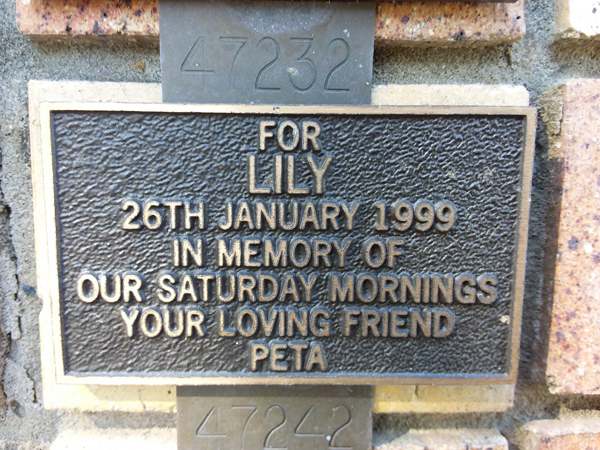 47232
FOR
LILY
26TH JANUARY 1999
IN MEMORY OF
OUR SATURDAY MORNINGS
YOUR LOVING FRIEND
PETA
47242